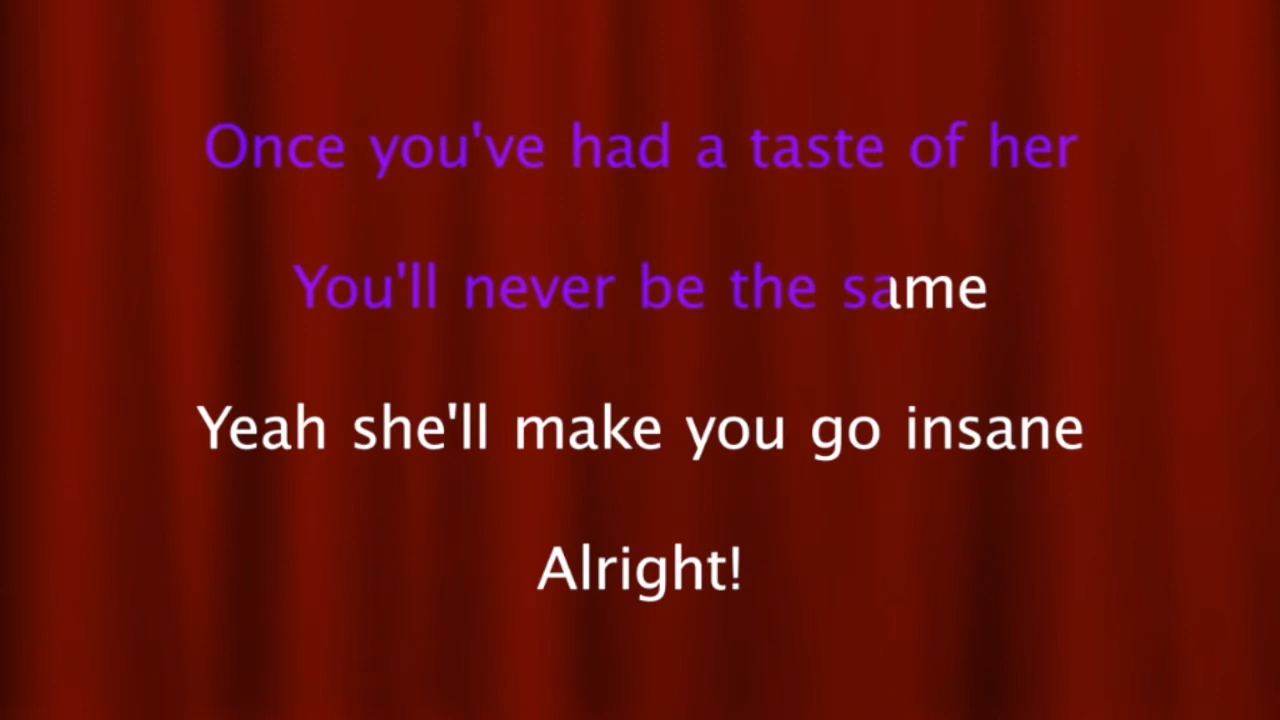 Once you've had a taste of her
You'll never be the same
Yeah she'll make you go insane
Alright!